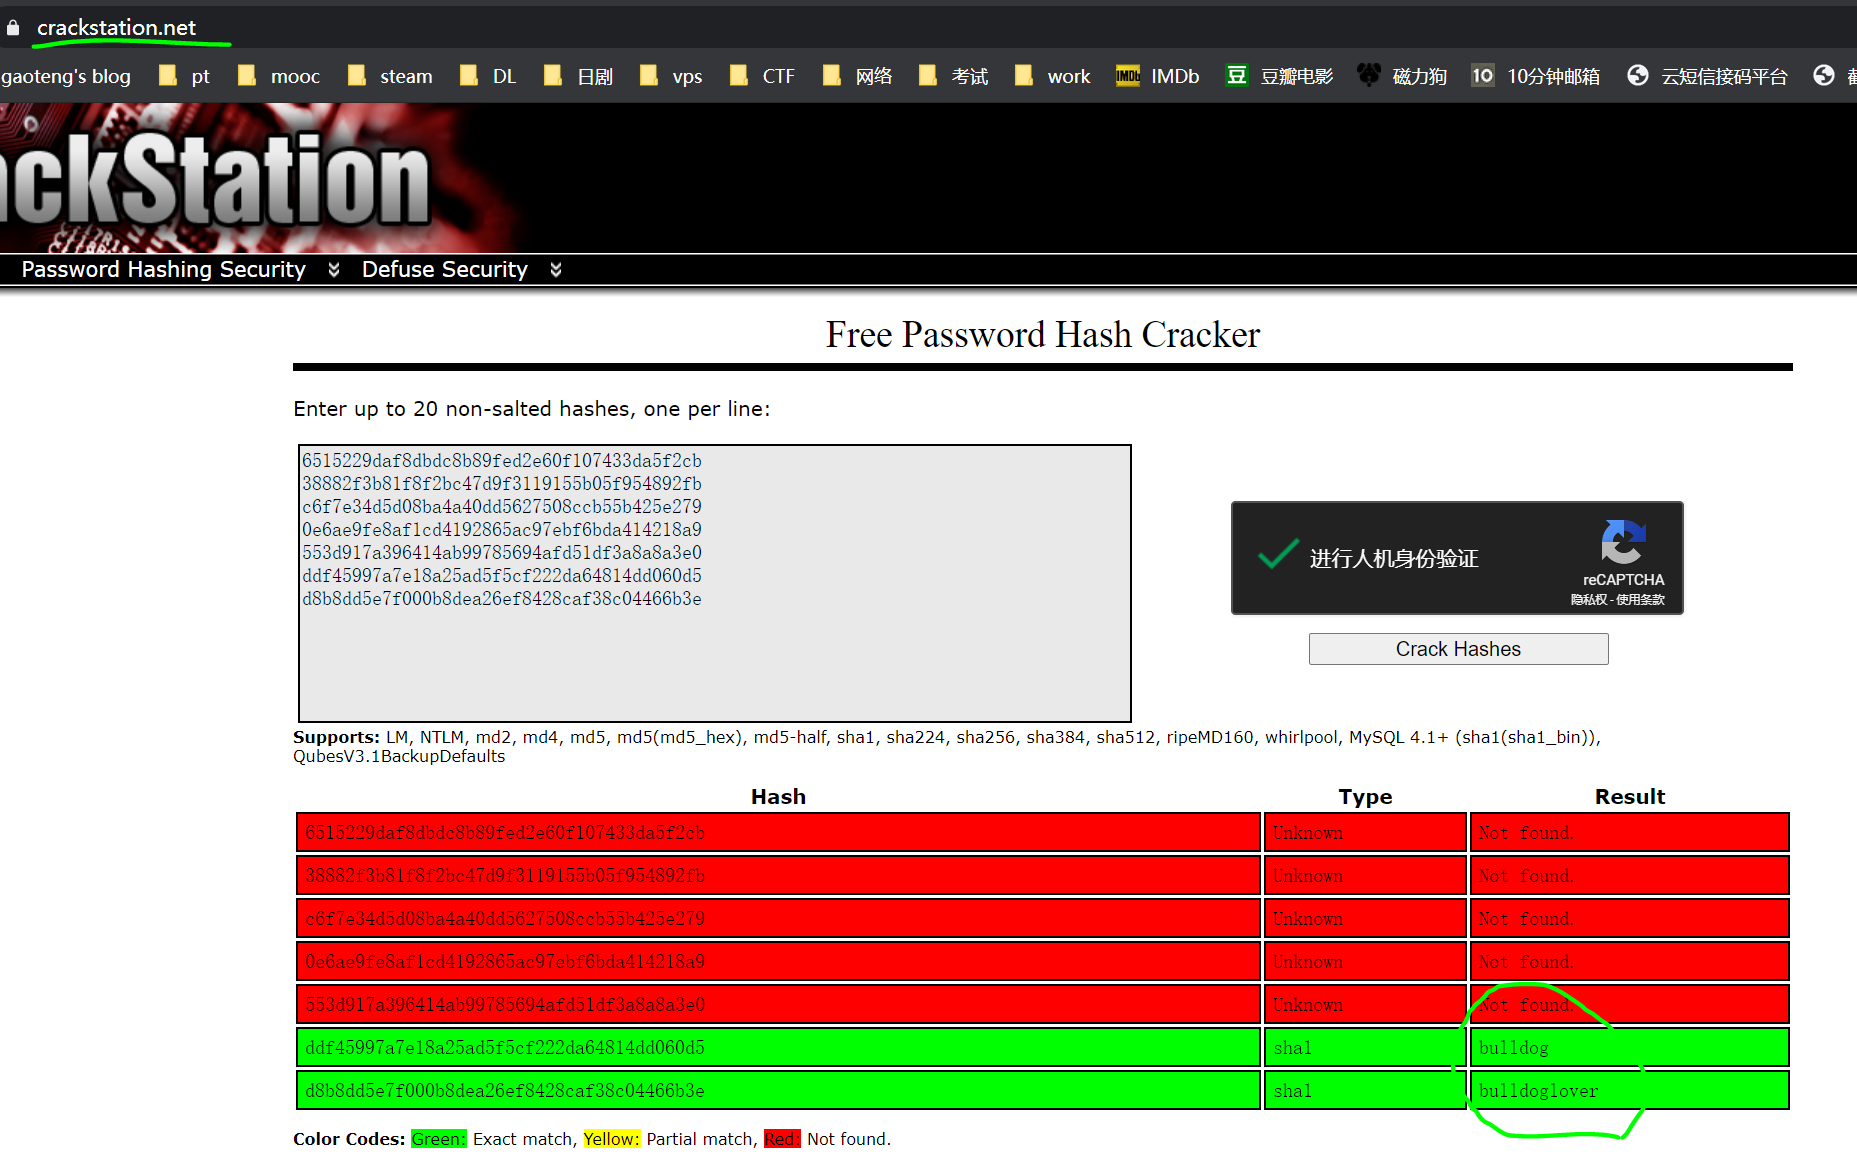 crackstation.net
gaoteng's blog pt mooc steam DL 日剧 vps CTF 网络 考试 work IMDb IMDb 豆 豆瓣电影 磁力狗 10 10分钟邮箱 云短信接码平台
ackStation
Password Hashing Security Defuse Security
Free Password Hash Cracker
Enter up to 20 non-salted hashes, one per line:
6515229daf8dbdc8b89fed2e60f107433da5f2cb
38882f3b81f8f2bc47d9f3119155b05f954892fb
c6f7e34d5d08ba4a40dd5627508ccb55b425e279
0e6ae9fe8af1cd4192865ac97ebf6bda414218a9
553d917a396414ab99785694afd51df3a8a8a3e0
ddf45997a7e18a25ad5f5cf222da64814dd060d5
d8b8dd5e7f000b8dea26ef8428caf38c04466b3e
进行人机身份验证
reCAPTCHA
隐私权 - 使用条款
Crack Hashes
Supports: LM, NTLM, md2, md4, md5, md5(md5_hex), md5-half, sha1, sha224, sha256, sha384, sha512, ripeMD160, whirlpool, MySQL 4.1+ (sha1(sha1_bin)),
QubesV3.1BackupDefaults
Hash Type Result
6515229daf8dbdc8b89fed2e60f107433da5f2cb Unknown Not found.
38882f3b81f8f2bc47d9f3119155b05f954892fb Unknown Not found.
c6f7e34d5d08ba4a40dd5627508ccb55b425e279 Unknown Not found.
0e6ae9fe8af1cd4192865ac97ebf6bda414218a9 Unknown Not found.
553d917a396414ab99785694afd51df3a8a8a3e0 Unknown Not found.
ddf45997a7e18a25ad5f5cf222da64814dd060d5 sha1 bulldog
d8b8dd5e7f000b8dea26ef8428caf38c04466b3e sha1 bulldoglover
Color Codes: Green: Exact match, Yellow: Partial match, Red: Not found.